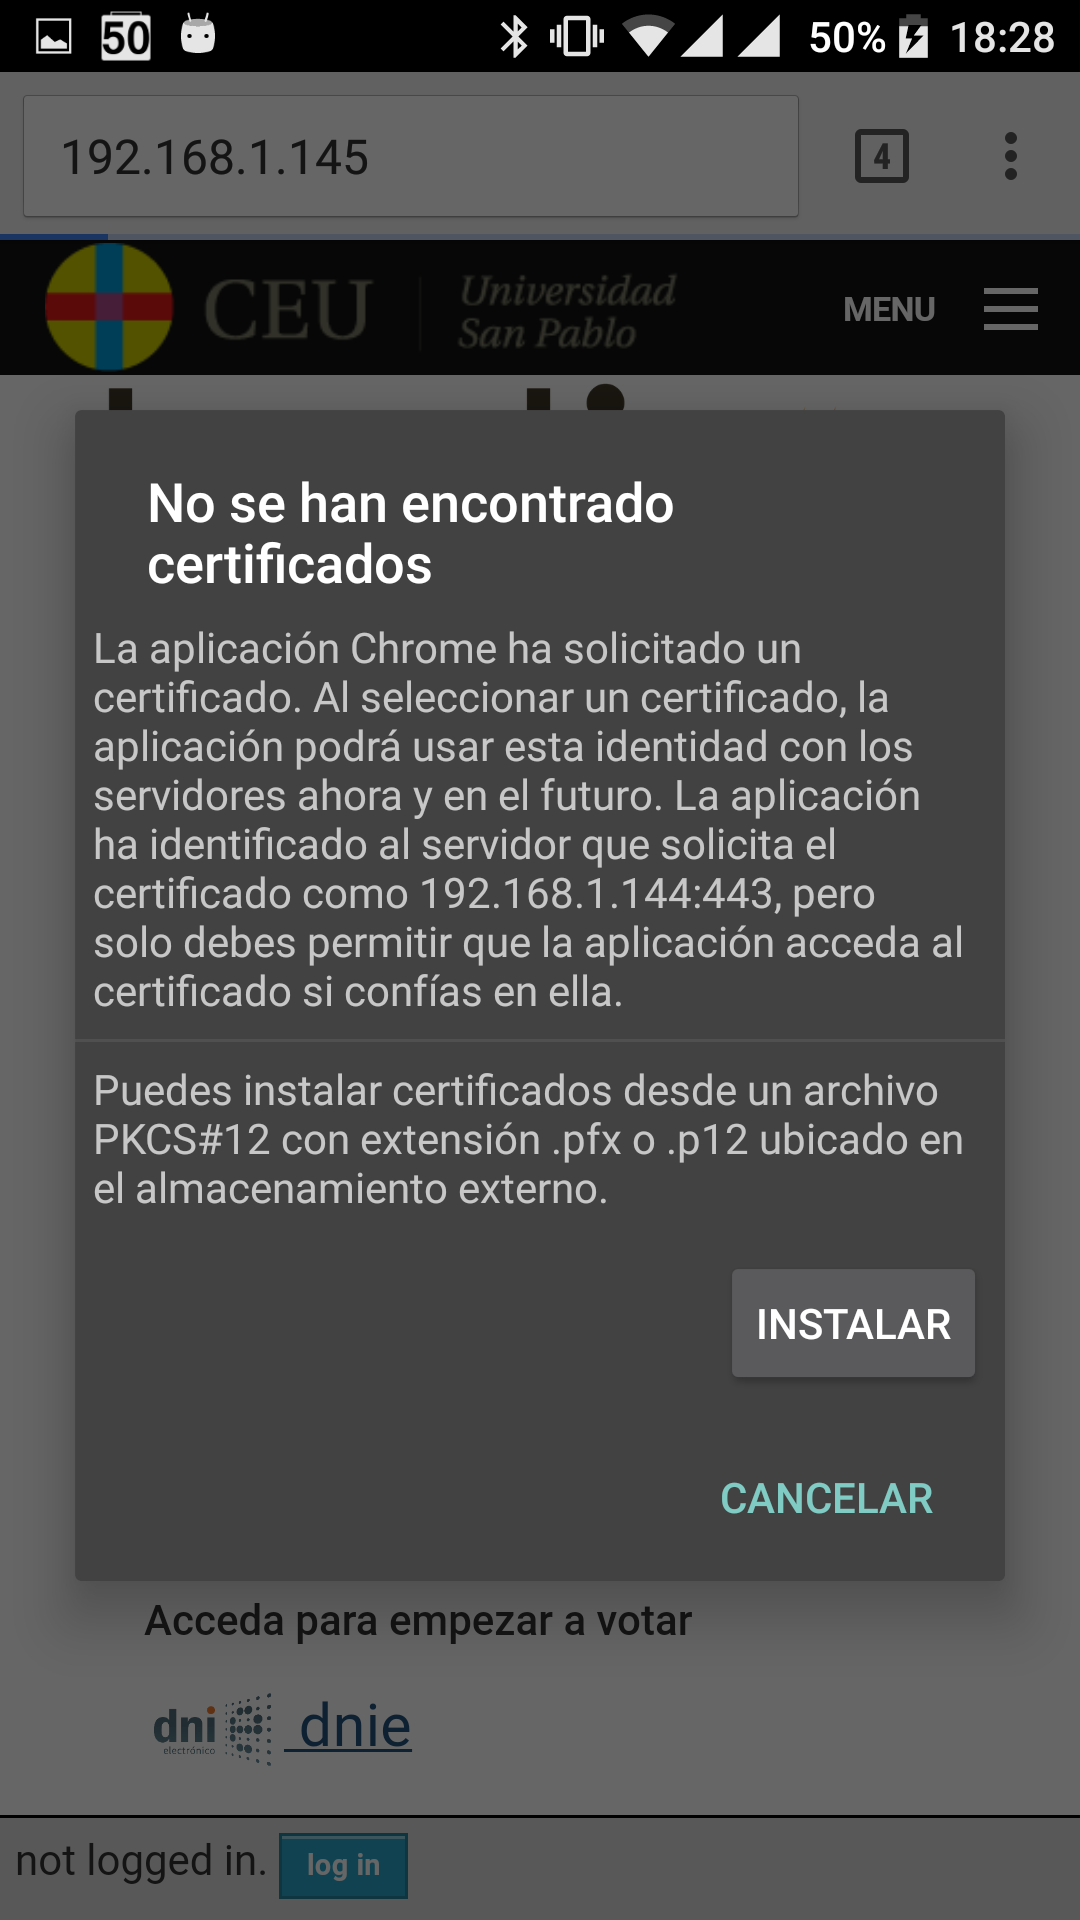 50
50% 18:28
192.168.1.145
4
CEU Universidad
San Pablo
MENU
No se han encontrado
certificados
La aplicación Chrome ha solicitado un
certificado. Al seleccionar un certificado, la
aplicación podrá usar esta identidad con los
servidores ahora y en el futuro. La aplicación
ha identificado al servidor que solicita el
certificado como 192.168.1.144:443, pero
solo debes permitir que la aplicación acceda al
certificado si confías en ella.
Puedes instalar certificados desde un archivo
PKCS#12 con extensión .pfx o .p12 ubicado en
el almacenamiento externo.
INSTALAR
CANCELAR
Acceda para empezar a votar
dni
electrónico
dnie
not logged in.
log in